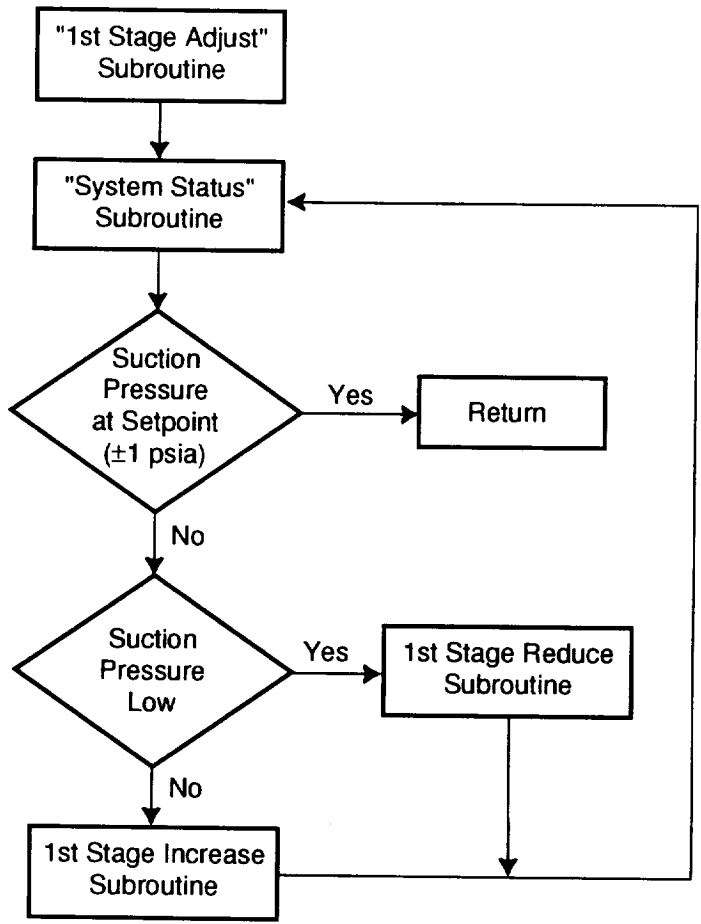 "1st Stage Adjust"
Subroutine
"System Status"
Subroutine
Suction
Pressure
at Setpoint
(±1 psia)
Yes
Return
No
Suction
Pressure
Low
Yes
1st Stage Reduce
Subroutine
No
1st Stage Increase
Subroutine